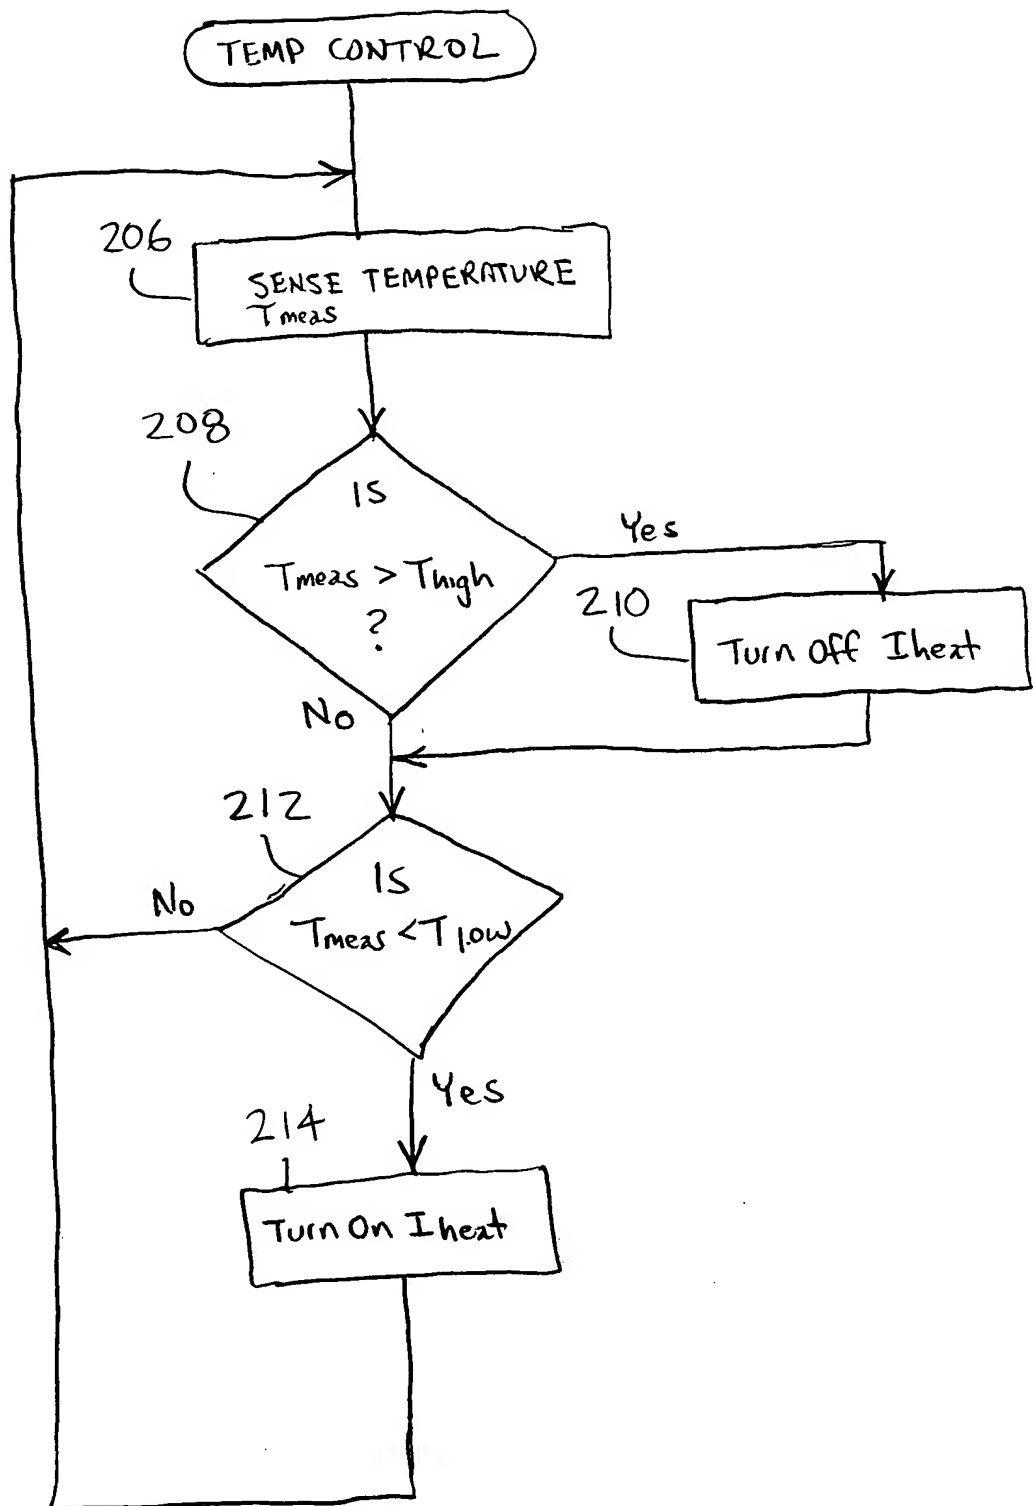 TEMP CONTROL
206
SENSE TEMPERATURE
Tmeas
208
IS
Tmeas > Thigh
?
Yes
210
Turn Off Iheat
No
212
IS
Tmeas < Tlow
No
Yes
214
Turn On Iheat